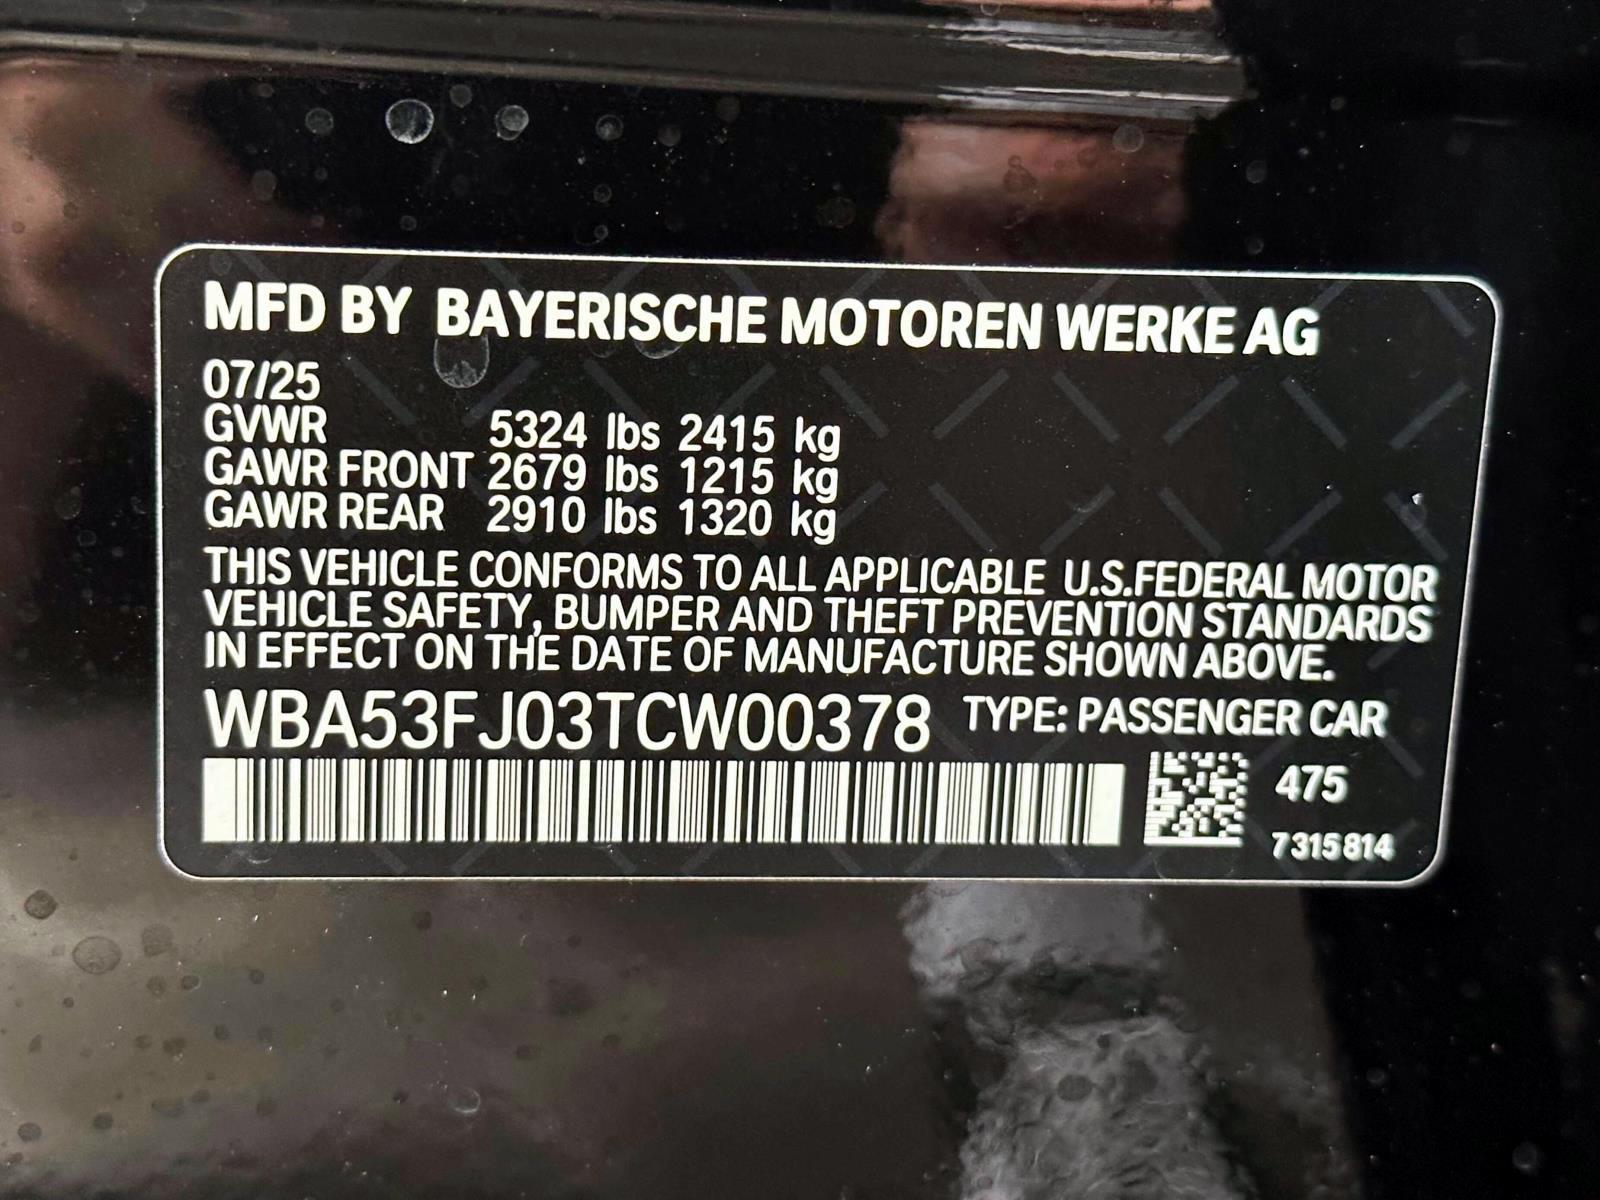 MFD BY BAYERISCHE MOTOREN WERKE AG
07/25
GVWR 5324 lbs 2415 kg
GAWR FRONT 2679 lbs 1215 kg
GAWR REAR 2910 lbs 1320 kg
THIS VEHICLE CONFORMS TO ALL APPLICABLE U.S.FEDERAL MOTOR
VEHICLE SAFETY, BUMPER AND THEFT PREVENTION STANDARDS
IN EFFECT ON THE DATE OF MANUFACTURE SHOWN ABOVE.
WBA53FJ03TCW00378 TYPE: PASSENGER CAR
475
7315814